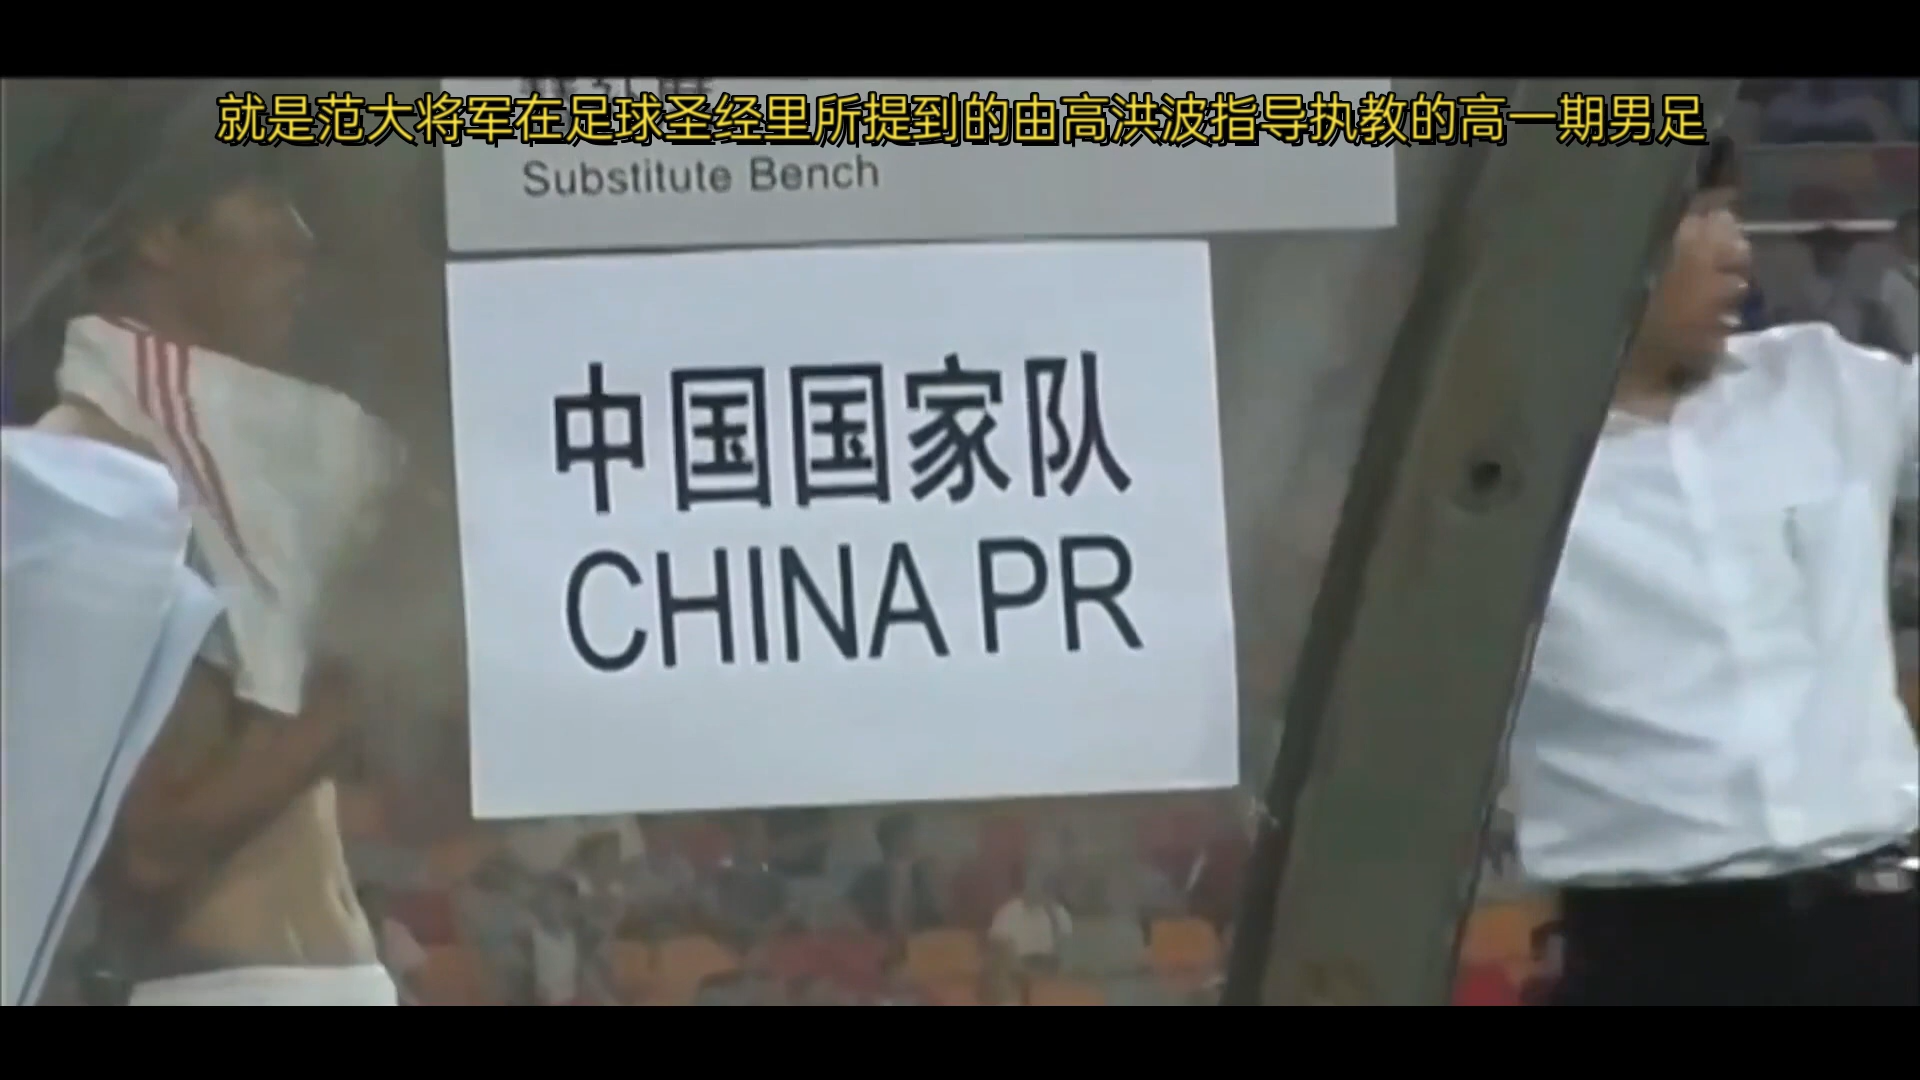 就是范大将军在足球圣经里所提到的由高洪波指导执教的高一期男足
Substitute Bench
中国国家队
CHINA PR